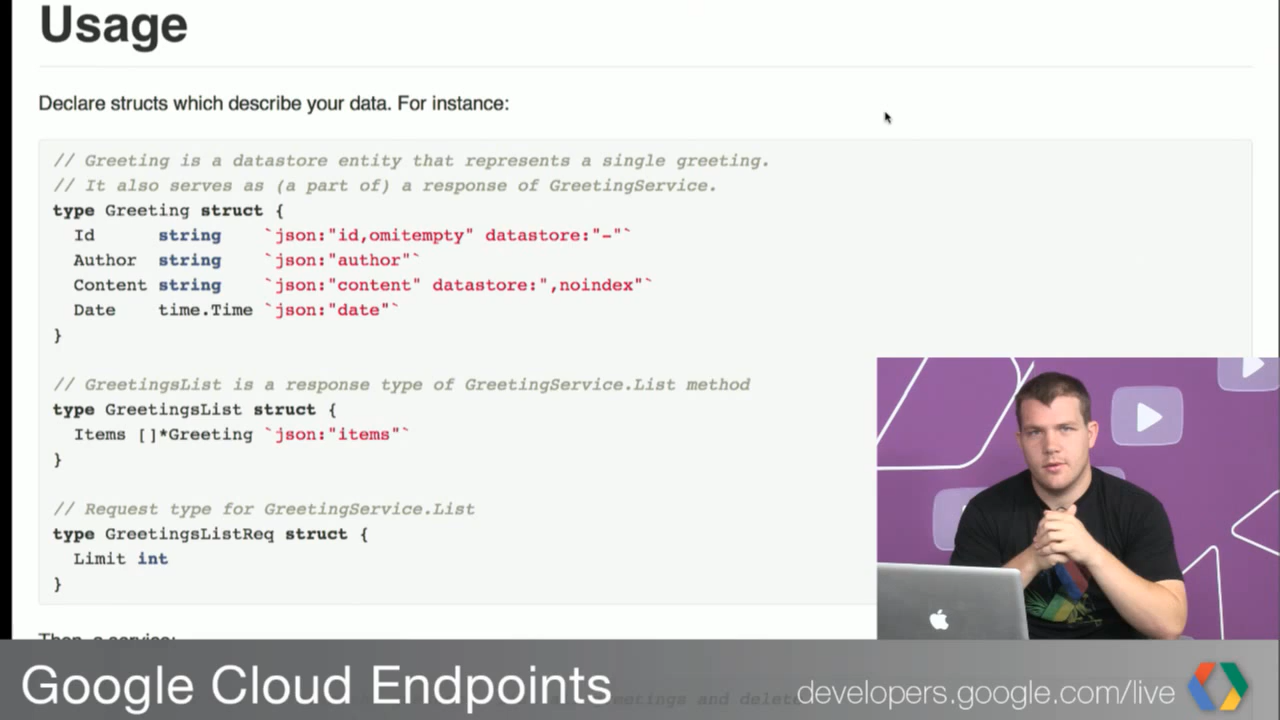 Usage
Declare structs which describe your data. For instance:
// Greeting is a datastore entity that represents a single greeting.
// It also serves as (a part of) a response of GreetingService.
type Greeting struct {
  Id      string    `json:"id,omitempty" datastore:"-"`
  Author  string    `json:"author"`
  Content string    `json:"content" datastore:",noindex"`
  Date    time.Time `json:"date"`
}
// GreetingsList is a response type of GreetingService.List method
type GreetingsList struct {
  Items []*Greeting `json:"items"`
}
// Request type for GreetingService.List
type GreetingsListReq struct {
  Limit int
}
Then, a service:
Google Cloud Endpoints
developers.google.com/live